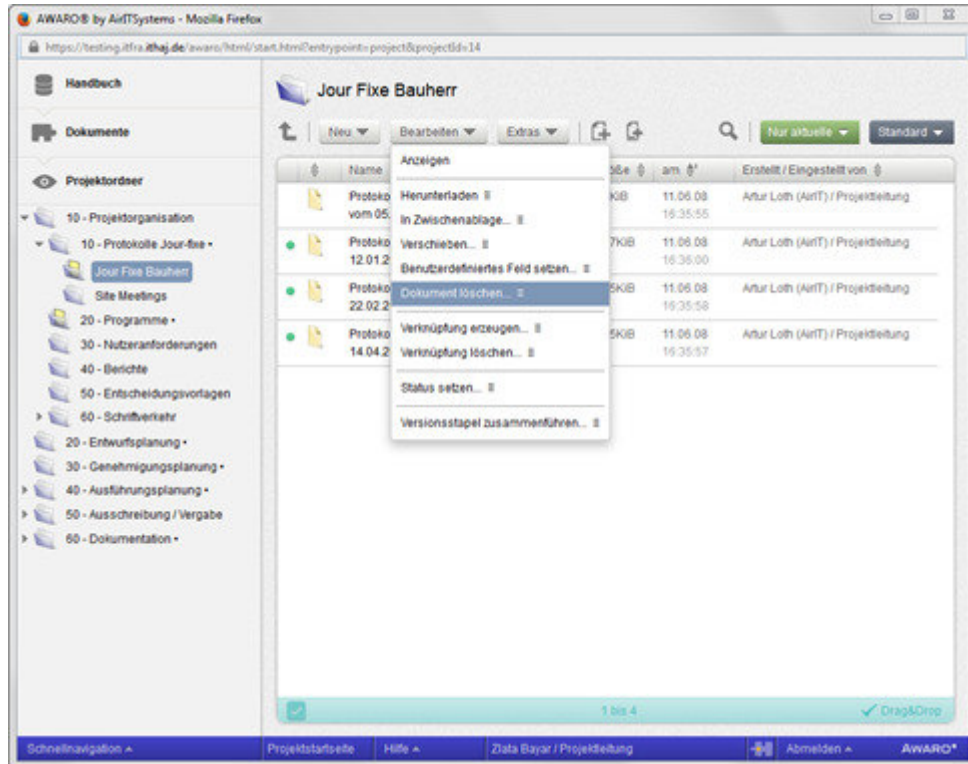 AWARO® by AirITSystems - Mozilla Firefox
https://testing.itfra.ithaj.de/awaro/html/start.html?entrypoint=project&projectId=14
Handbuch
Dokumente
Projektordner
10 - Projektorganisation
10 - Protokolle Jour-fixe •
Jour Fixe Bauherr
Site Meetings
20 - Programme •
30 - Nutzeranforderungen
40 - Berichte
50 - Entscheidungsvorlagen
60 - Schriftverkehr
20 - Entwurfsplanung •
30 - Genehmigungsplanung •
40 - Ausführungsplanung •
50 - Ausschreibung / Vergabe
60 - Dokumentation •
Jour Fixe Bauherr
Neu Bearbeiten Extras Nur aktuelle Standard
Name öße am Erstellt / Eingestellt von
Protoko KiB 11.06.08 Artur Loth (AirIT) / Projektleitung
vom 05. 16:35:55
Protoko 7KiB 11.06.08 Artur Loth (AirIT) / Projektleitung
12.01.2 16:36:00
Protoko 5KiB 11.06.08 Artur Loth (AirIT) / Projektleitung
22.02.2 16:35:58
Protoko 5KiB 11.06.08 Artur Loth (AirIT) / Projektleitung
14.04.2 16:35:57
Anzeigen
Herunterladen
In Zwischenablage...
Verschieben...
Benutzerdefiniertes Feld setzen...
Dokument löschen...
Verknüpfung erzeugen...
Verknüpfung löschen...
Status setzen...
Versionsstapel zusammenführen...
1 bis 4 Drag&Drop
Schnellnavigation Projektstartseite Hilfe Zlata Bayar / Projektleitung Abmelden AWARO®